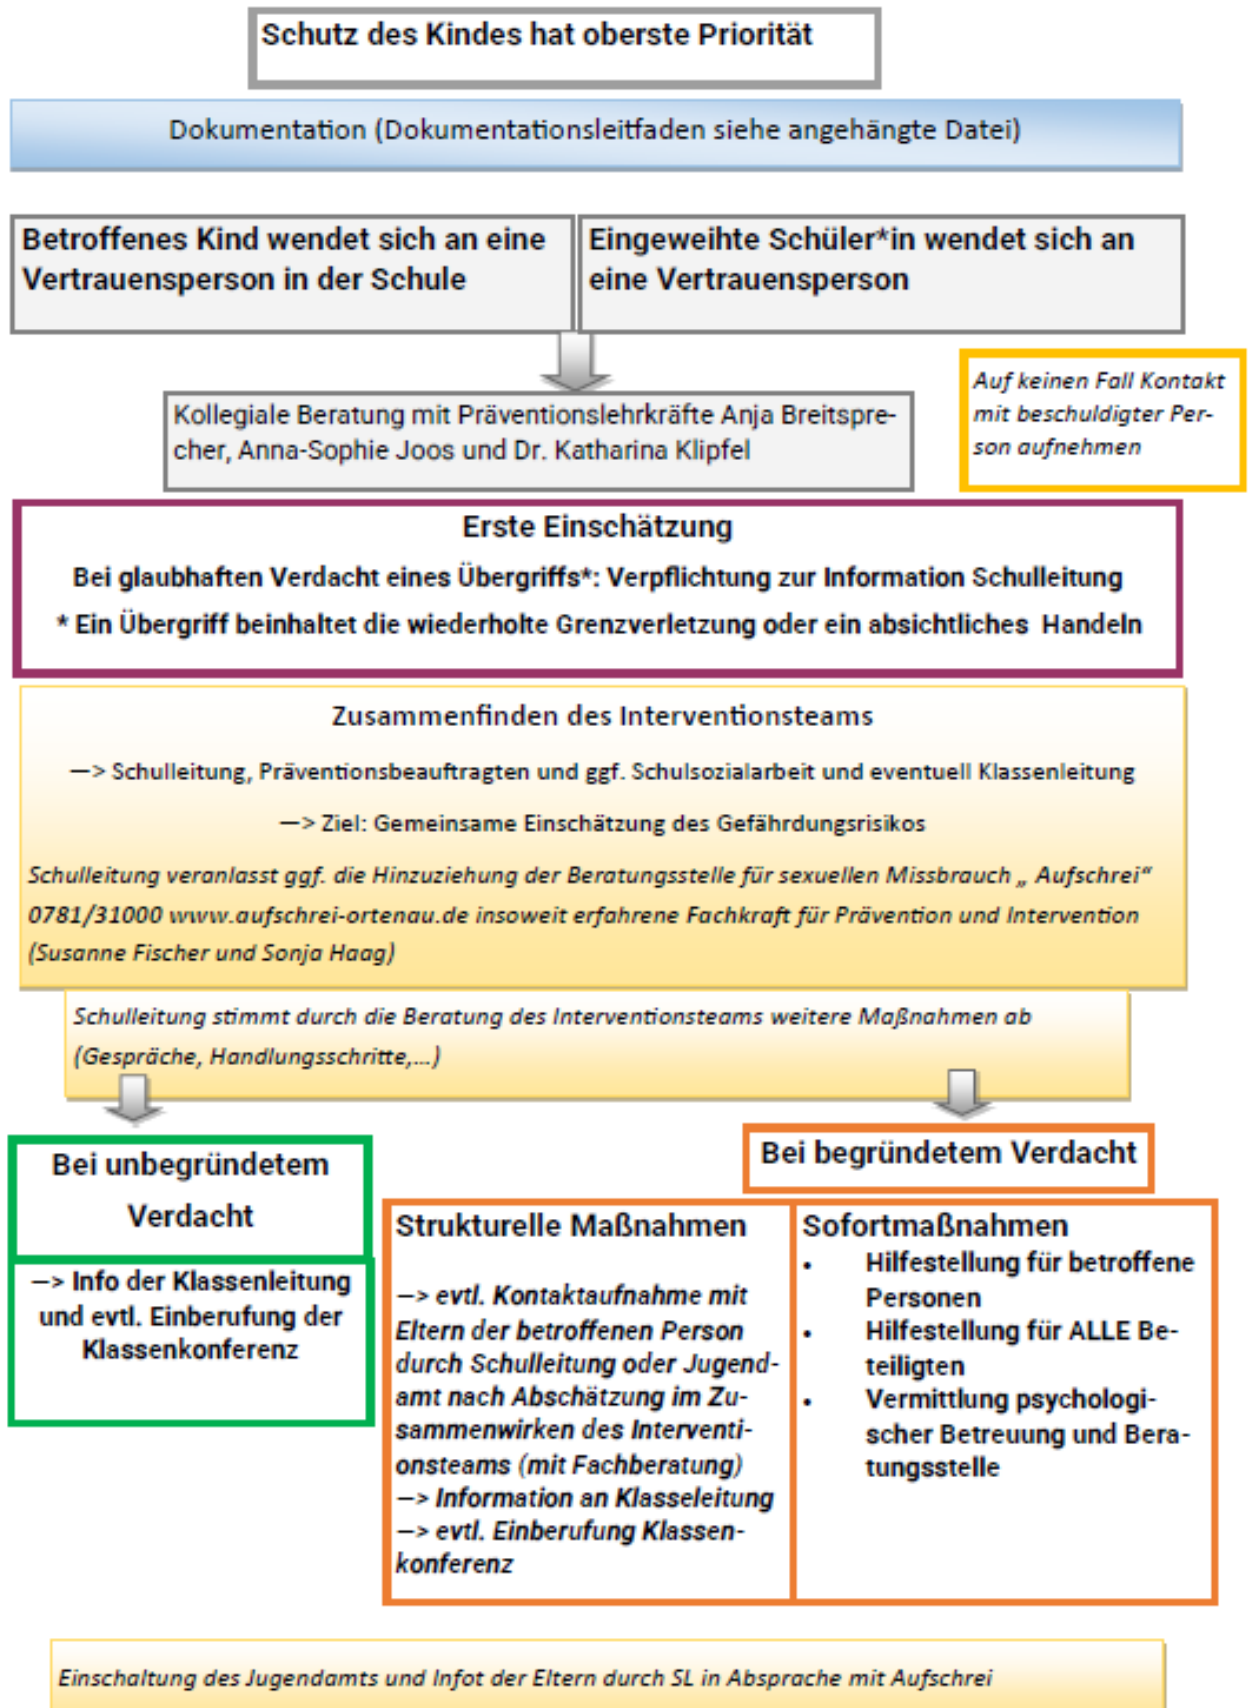 Schutz des Kindes hat oberste Priorität
Dokumentation (Dokumentationsleitfaden siehe angehängte Datei)
Betroffenes Kind wendet sich an eine
Vertrauensperson in der Schule
Eingeweihte Schüler*in wendet sich an
eine Vertrauensperson
Auf keinen Fall Kontakt
mit beschuldigter Per-
son aufnehmen
Kollegiale Beratung mit Präventionslehrkräfte Anja Breitspre-
cher, Anna-Sophie Joos und Dr. Katharina Klipfel
Erste Einschätzung
Bei glaubhaften Verdacht eines Übergriffs*: Verpflichtung zur Information Schulleitung
* Ein Übergriff beinhaltet die wiederholte Grenzverletzung oder ein absichtliches Handeln
Zusammenfinden des Interventionsteams
—> Schulleitung, Präventionsbeauftragten und ggf. Schulsozialarbeit und eventuell Klassenleitung
—> Ziel: Gemeinsame Einschätzung des Gefährdungsrisikos
Schulleitung veranlasst ggf. die Hinzuziehung der Beratungsstelle für sexuellen Missbrauch „ Aufschrei“
0781/31000 www.aufschrei-ortenau.de insoweit erfahrene Fachkraft für Prävention und Intervention
(Susanne Fischer und Sonja Haag)
Schulleitung stimmt durch die Beratung des Interventionsteams weitere Maßnahmen ab
(Gespräche, Handlungsschritte,...)
Bei unbegründetem
Verdacht
—> Info der Klassenleitung
und evtl. Einberufung der
Klassenkonferenz
Bei begründetem Verdacht
Strukturelle Maßnahmen
—> evtl. Kontaktaufnahme mit
Eltern der betroffenen Person
durch Schulleitung oder Jugend-
amt nach Abschätzung im Zu-
sammenwirken des Interventi-
onsteams (mit Fachberatung)
—> Information an Klasseleitung
—> evtl. Einberufung Klassen-
konferenz
Sofortmaßnahmen
• Hilfestellung für betroffene
Personen
• Hilfestellung für ALLE Be-
teiligten
• Vermittlung psychologi-
scher Betreuung und Bera-
tungsstelle
Einschaltung des Jugendamts und Infot der Eltern durch SL in Absprache mit Aufschrei